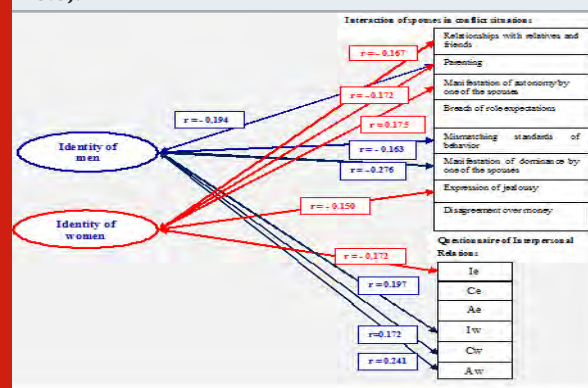 Interaction of spouses in conflict situations
Relationships with relatives and
friends
Parenting
Manifestation of autonomy by
one of the spouses
Breach of role expectations
Mismatching standards of
behavior
Manifestation of dominance by
one of the spouses
Expression of jealousy
Disagreement over money
r = - 0.167
r = - 0.172
r = 0.175
r = - 0.194
r = - 0.163
r = -0.276
Identity of
men
Identity of
women
r = - 0.150
r = - 0.172
r = 0.197
r=0.172
r = 0.241
Questionnaire of Interpersonal
Relations
Ie
Ce
Ae
Iw
Cw
Aw